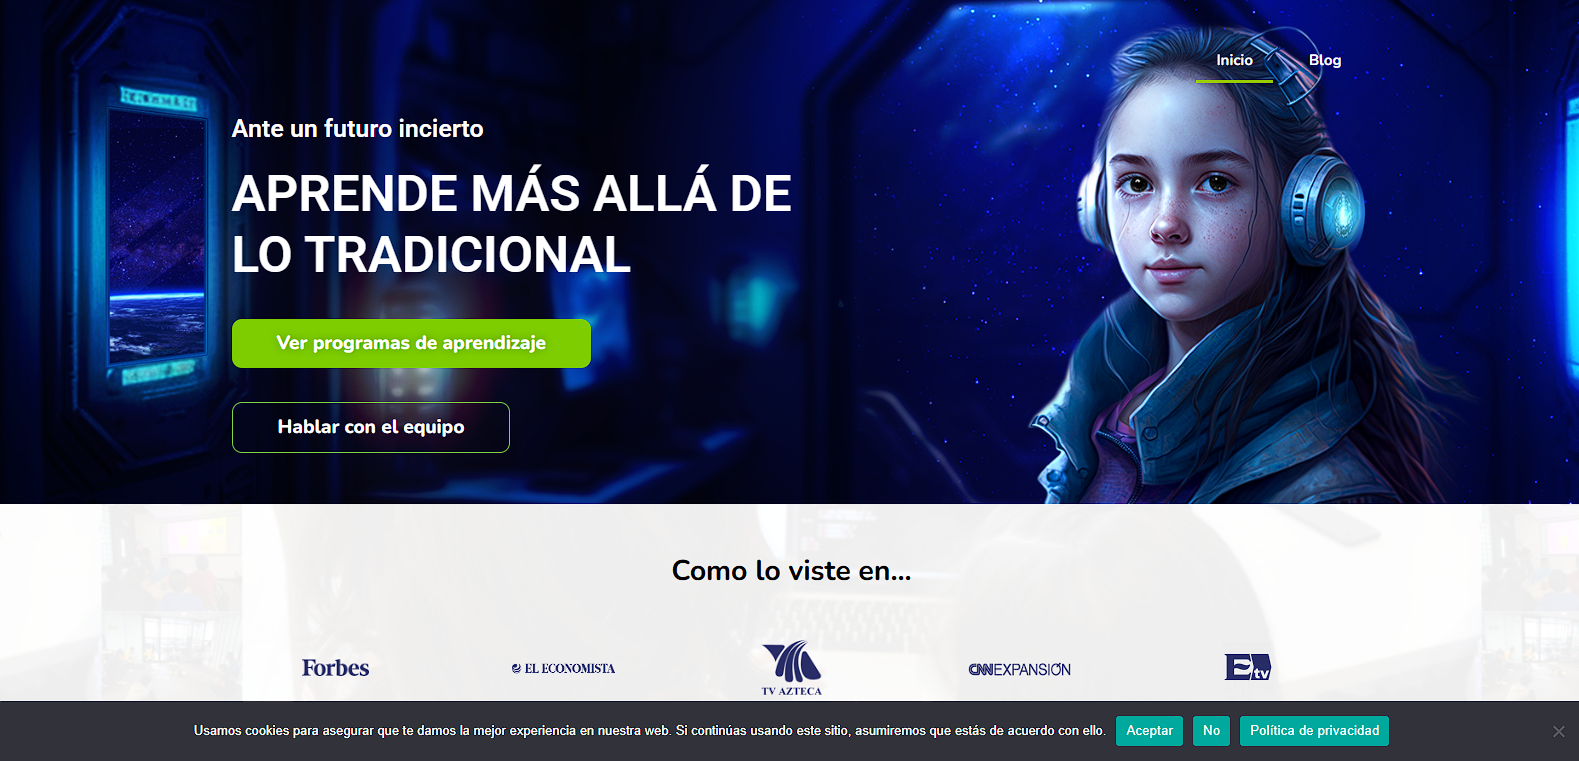 Inicio
Blog
Ante un futuro incierto
APRENDE MÁS ALLÁ DE
LO TRADICIONAL
Ver programas de aprendizaje
Hablar con el equipo
Como lo viste en...
Forbes
EL ECONOMISTA
TV AZTECA
CNNEXPANSIÓN
E tv
Usamos cookies para asegurar que te damos la mejor experiencia en nuestra web. Si continúas usando este sitio, asumiremos que estás de acuerdo con ello.
Aceptar
No
Política de privacidad